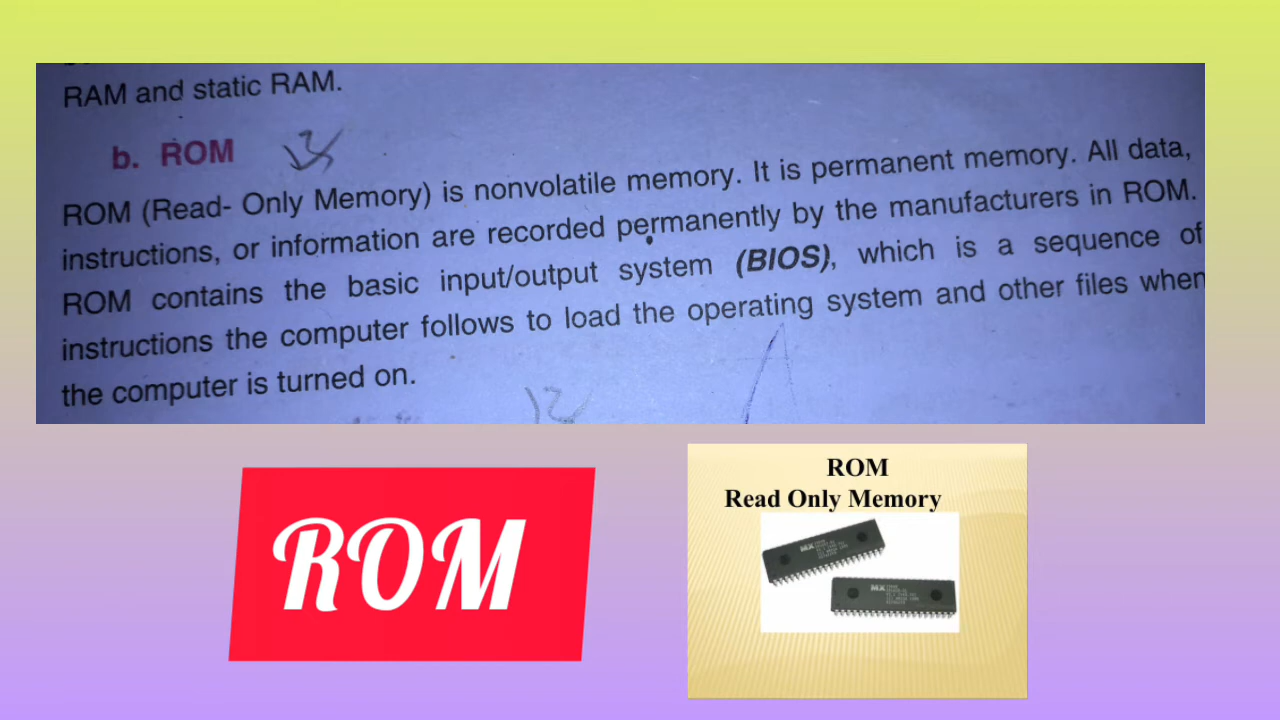 RAM and static RAM.
b. ROM
ROM (Read- Only Memory) is nonvolatile memory. It is permanent memory. All data,
instructions, or information are recorded permanently by the manufacturers in ROM.
ROM contains the basic input/output system (BIOS), which is a sequence of
instructions the computer follows to load the operating system and other files when
the computer is turned on.
ROM
ROM
Read Only Memory
MX
MX